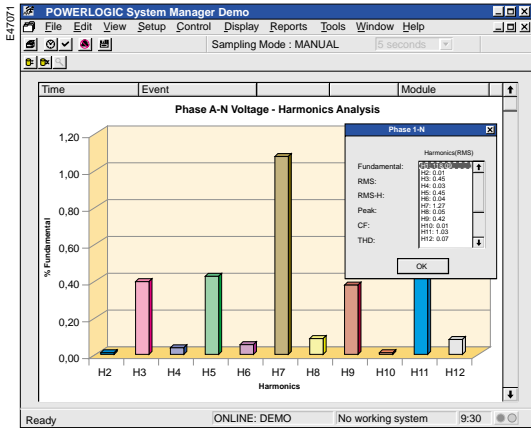 E47071
POWERLOGIC System Manager Demo
File Edit View Setup Control Display Reports Tools Window Help
Sampling Mode : MANUAL 5 seconds
Time Event Module
Phase A-N Voltage - Harmonics Analysis
Phase 1-N
Harmonics(RMS)
Fundamental:
RMS:
RMS-H:
Peak:
CF:
THD:
H2: 0.01
H3: 0.45
H4: 0.03
H5: 0.45
H6: 0.04
H7: 1.27
H8: 0.05
H9: 0.42
H10: 0.01
H11: 1.03
H12: 0.07
OK
% Fundamental
1,20
1,00
0,80
0,60
0,40
0,20
0,00
H2 H3 H4 H5 H6 H7 H8 H9 H10 H11 H12
Harmonics
Ready ONLINE: DEMO No working system 9:30